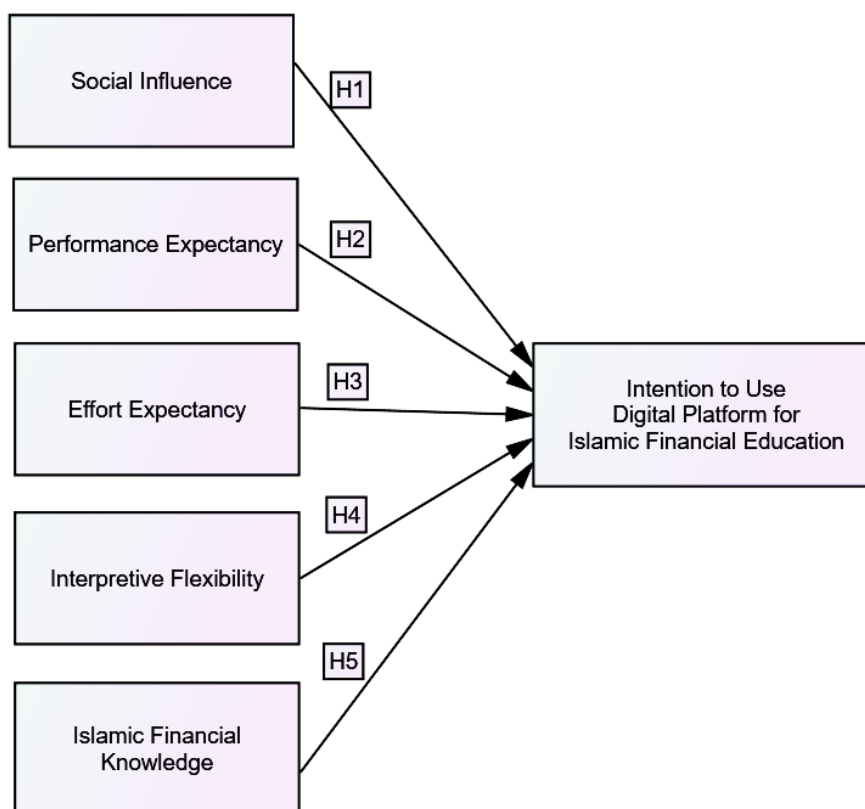 Social Influence
H1
Performance Expectancy
H2
Effort Expectancy
H3
Interpretive Flexibility
H4
Islamic Financial
Knowledge
H5
Intention to Use
Digital Platform for
Islamic Financial Education